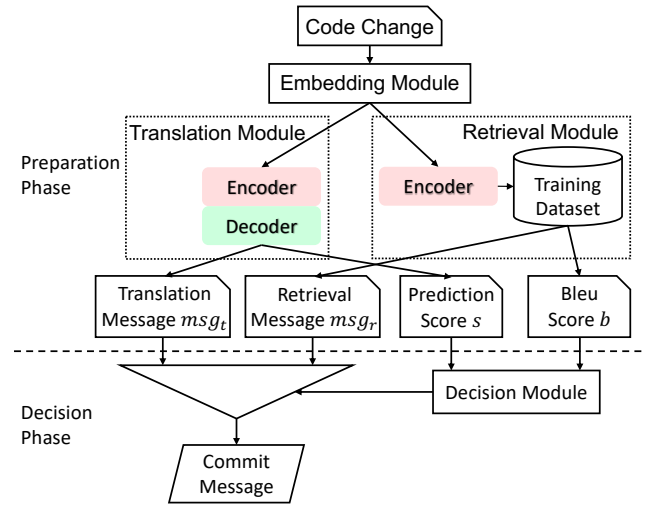 Code Change
Embedding Module
Translation Module
Retrieval Module
Preparation
Phase
Encoder
Decoder
Encoder
Training
Dataset
Translation
Message msg_t
Retrieval
Message msg_r
Prediction
Score s
Bleu
Score b
Decision
Phase
Decision Module
Commit
Message